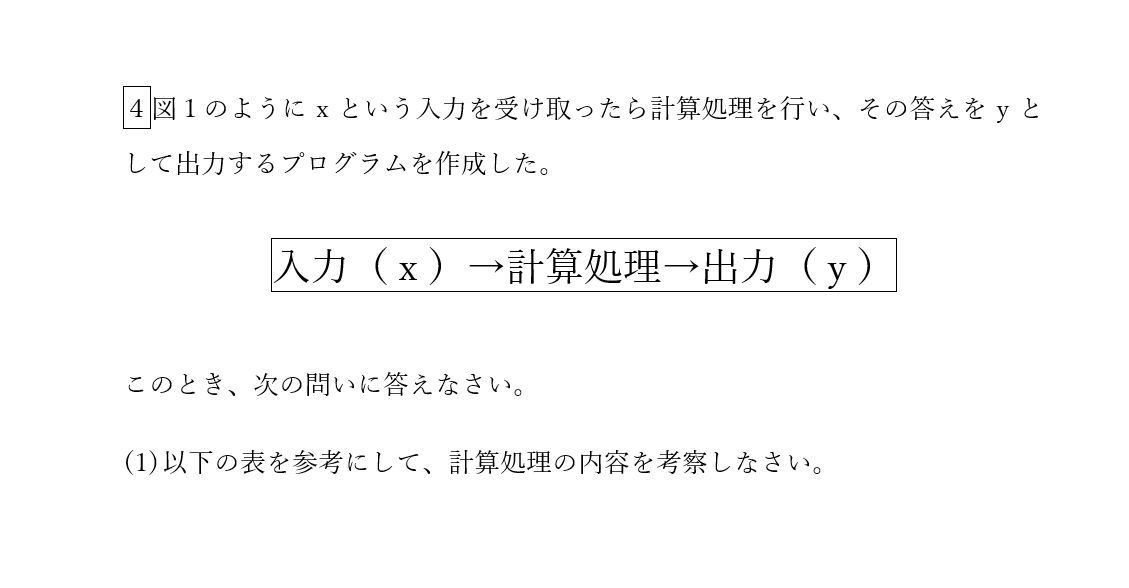 4図１のように x という入力を受け取ったら計算処理を行い、その答えを y と
して出力するプログラムを作成した。
入力（x）→計算処理→出力（y）
このとき、次の問いに答えなさい。
(1)以下の表を参考にして、計算処理の内容を考察しなさい。